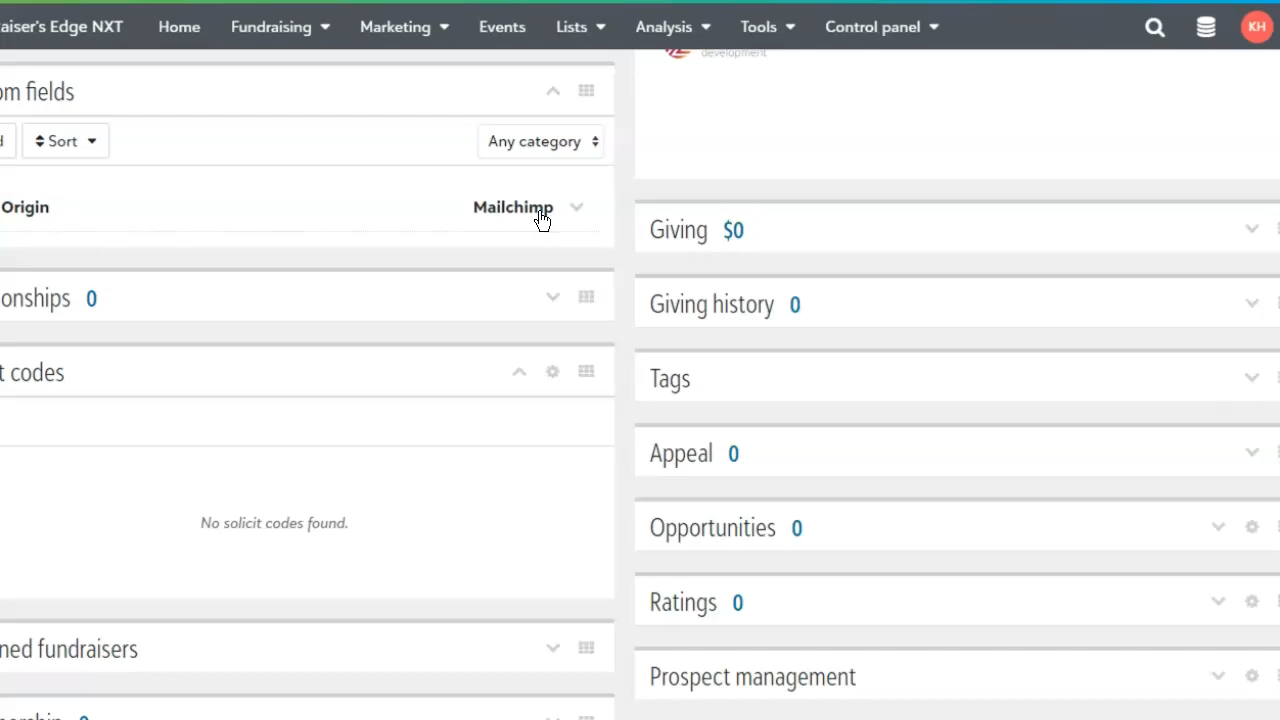 aiser's Edge NXT Home Fundraising Marketing Events Lists Analysis Tools Control panel KH
development
om fields
d Sort Any category
Origin Mailchimp
onships 0
t codes
No solicit codes found.
ned fundraisers
Giving $0
Giving history 0
Tags
Appeal 0
Opportunities 0
Ratings 0
Prospect management